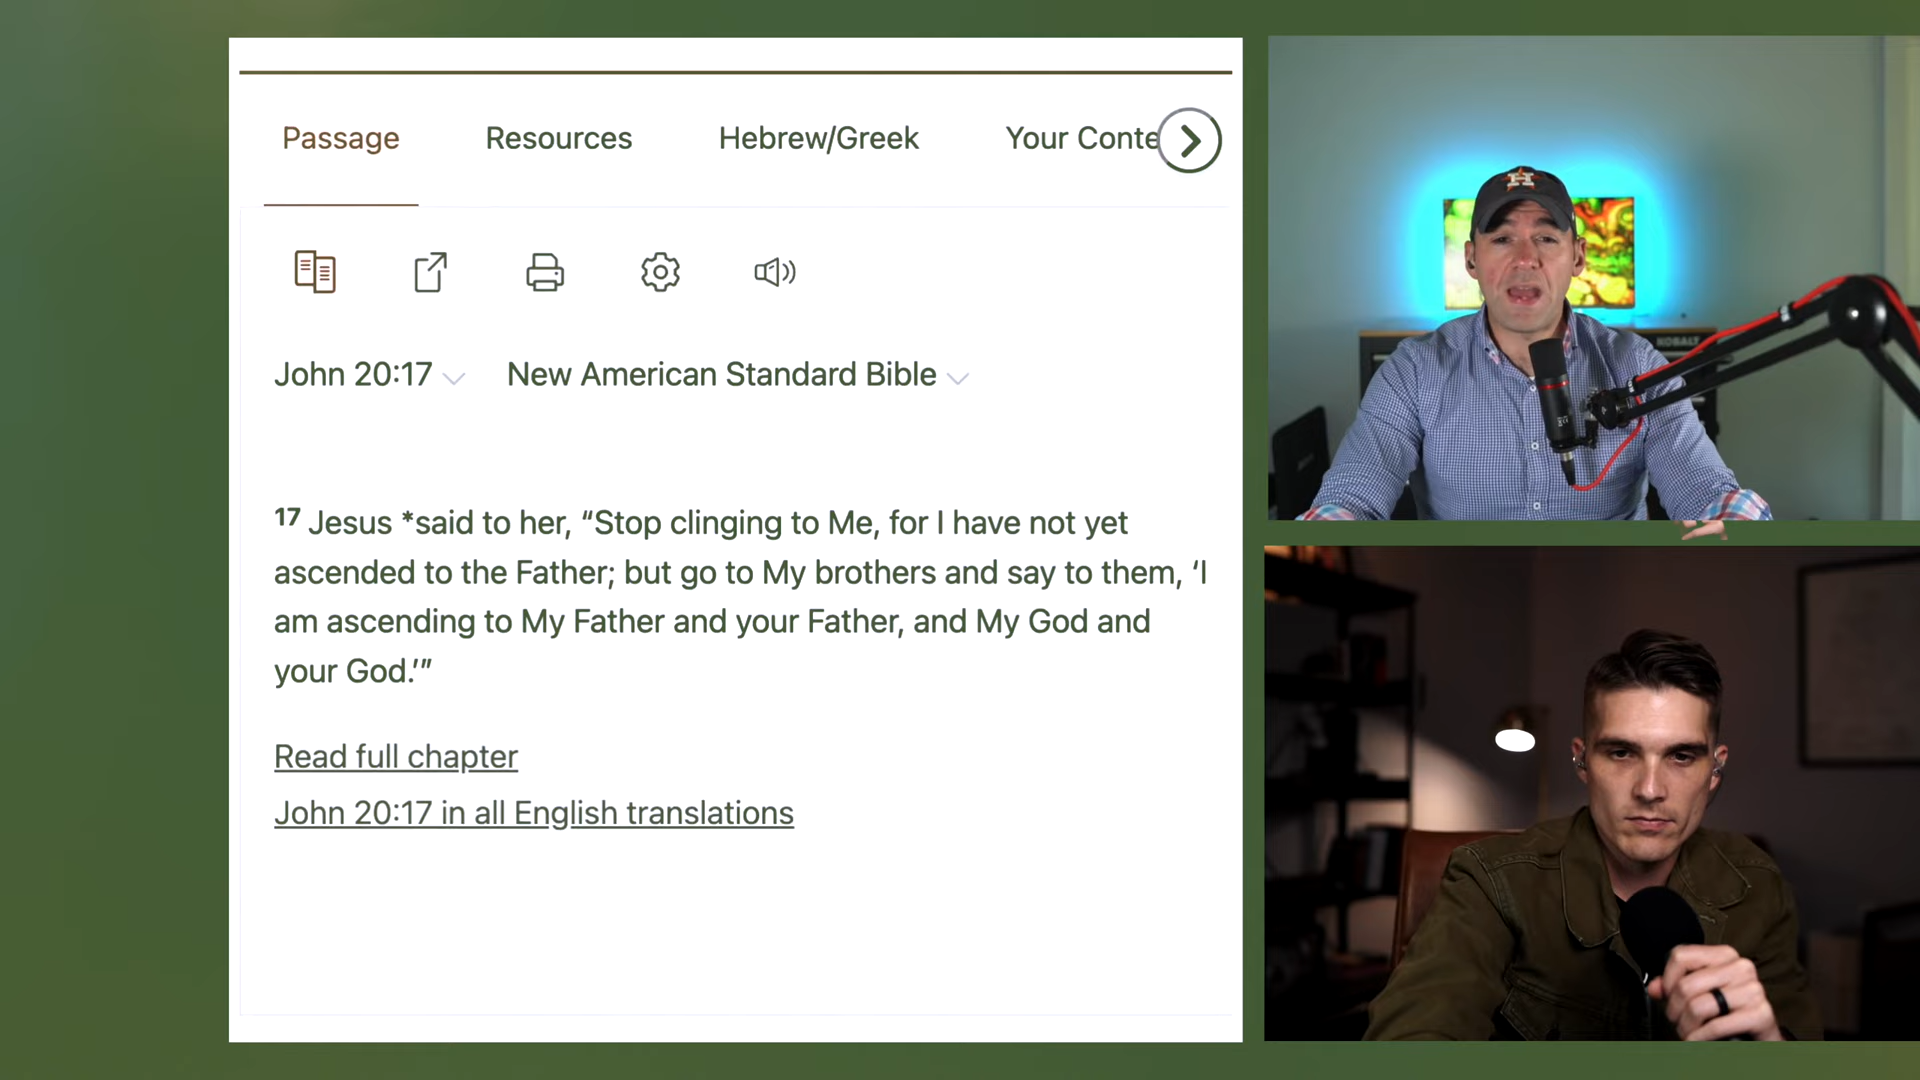 Passage Resources Hebrew/Greek Your Conte
John 20:17 New American Standard Bible
17 Jesus *said to her, “Stop clinging to Me, for I have not yet
ascended to the Father; but go to My brothers and say to them, ‘I
am ascending to My Father and your Father, and My God and
your God.’”
Read full chapter
John 20:17 in all English translations
H
KOBALT